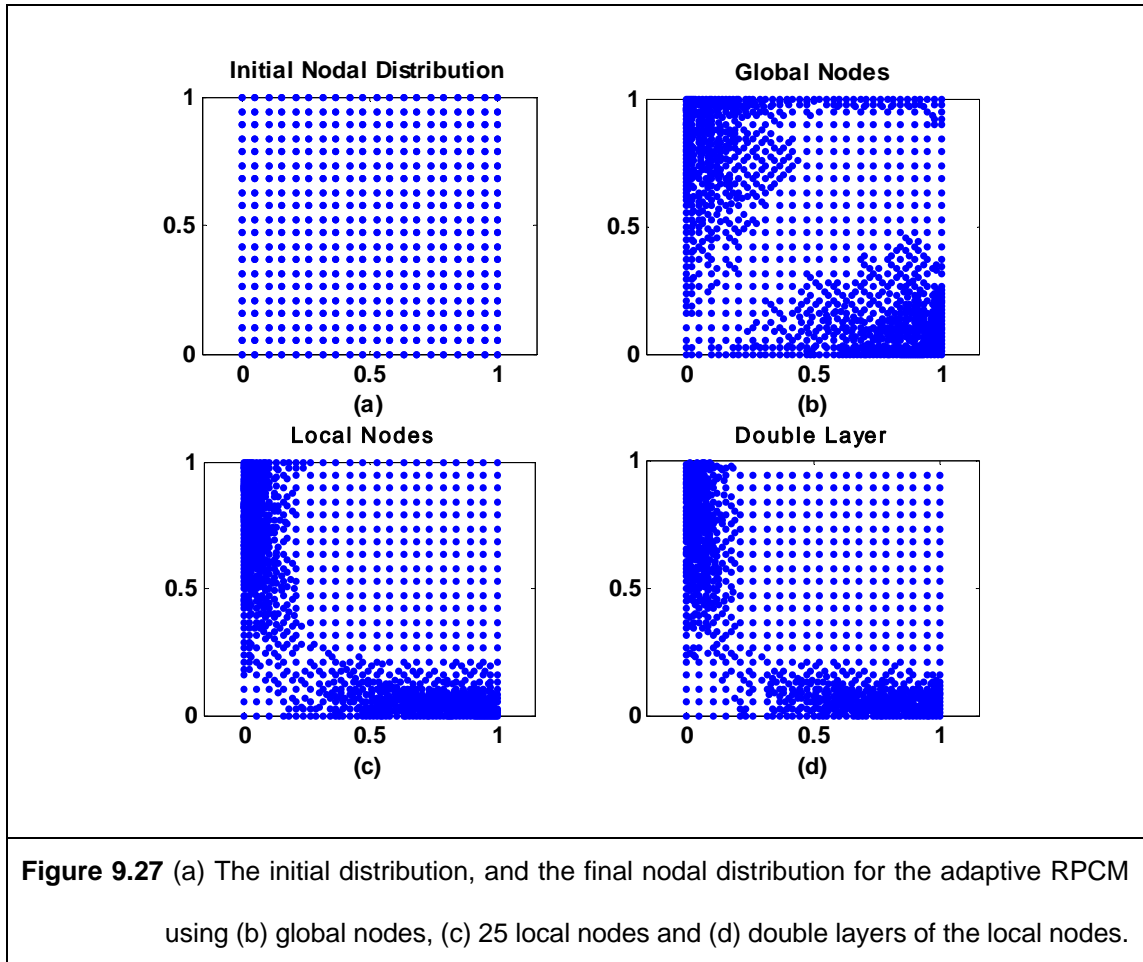 Initial Nodal Distribution
1
0.5
0
0 0.5 1
(a)
Global Nodes
1
0.5
0
0 0.5 1
(b)
Local Nodes
1
0.5
0
0 0.5 1
(c)
Double Layer
1
0.5
0
0 0.5 1
(d)
Figure 9.27 (a) The initial distribution, and the final nodal distribution for the adaptive RPCM
using (b) global nodes, (c) 25 local nodes and (d) double layers of the local nodes.